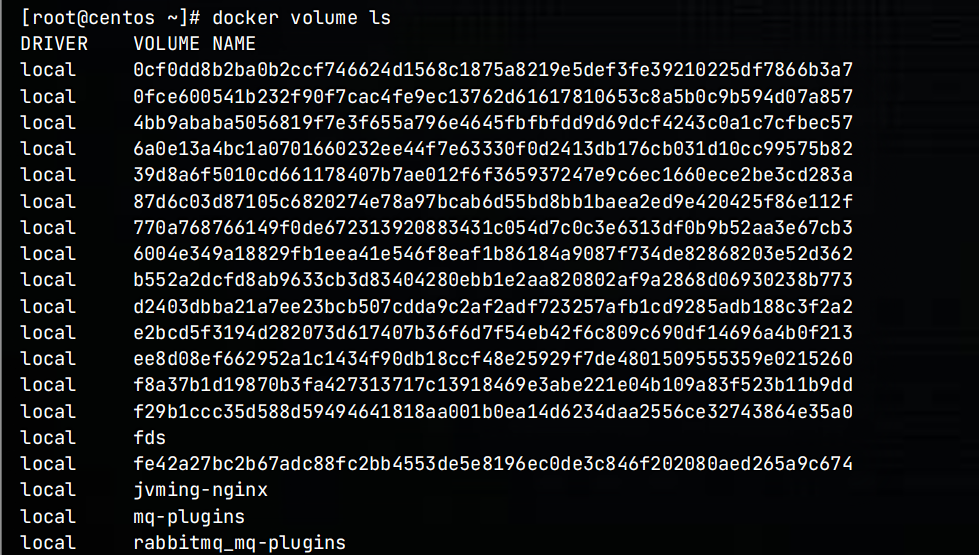 [root@centos ~]# docker volume ls
DRIVER    VOLUME NAME
local     0cf0dd8b2ba0b2ccf746624d1568c1875a8219e5def3fe39210225df7866b3a7
local     0fce600541b232f90f7cac4fe9ec13762d61617810653c8a5b0c9b594d07a857
local     4bb9ababa5056819f7e3f655a796e4645fbfbfdd9d69dcf4243c0a1c7cfbec57
local     6a0e13a4bc1a0701660232ee44f7e63330f0d2413db176cb031d10cc99575b82
local     39d8a6f5010cd661178407b7ae012f6f365937247e9c6ec1660ece2be3cd283a
local     87d6c03d87105c6820274e78a97bcab6d55bd8bb1baea2ed9e420425f86e112f
local     770a768766149f0de672313920883431c054d7c0c3e6313df0b9b52aa3e67cb3
local     6004e349a18829fb1eea41e546f8eaf1b86184a9087f734de82868203e52d362
local     b552a2dcfd8ab9633cb3d83404280ebb1e2aa820802af9a2868d06930238b773
local     d2403dbba21a7ee23bcb507cdda9c2af2adf723257afb1cd9285adb188c3f2a2
local     e2bcd5f3194d282073d617407b36f6d7f54eb42f6c809c690df14696a4b0f213
local     ee8d08ef662952a1c1434f90db18ccf48e25929f7de4801509555359e0215260
local     f8a37b1d19870b3fa427313717c13918469e3abe221e04b109a83f523b11b9dd
local     f29b1ccc35d588d59494641818aa001b0ea14d6234daa2556ce32743864e35a0
local     fds
local     fe42a27bc2b67adc88fc2bb4553de5e8196ec0de3c846f202080aed265a9c674
local     jvming-nginx
local     mq-plugins
local     rabbitmq_mq-plugins